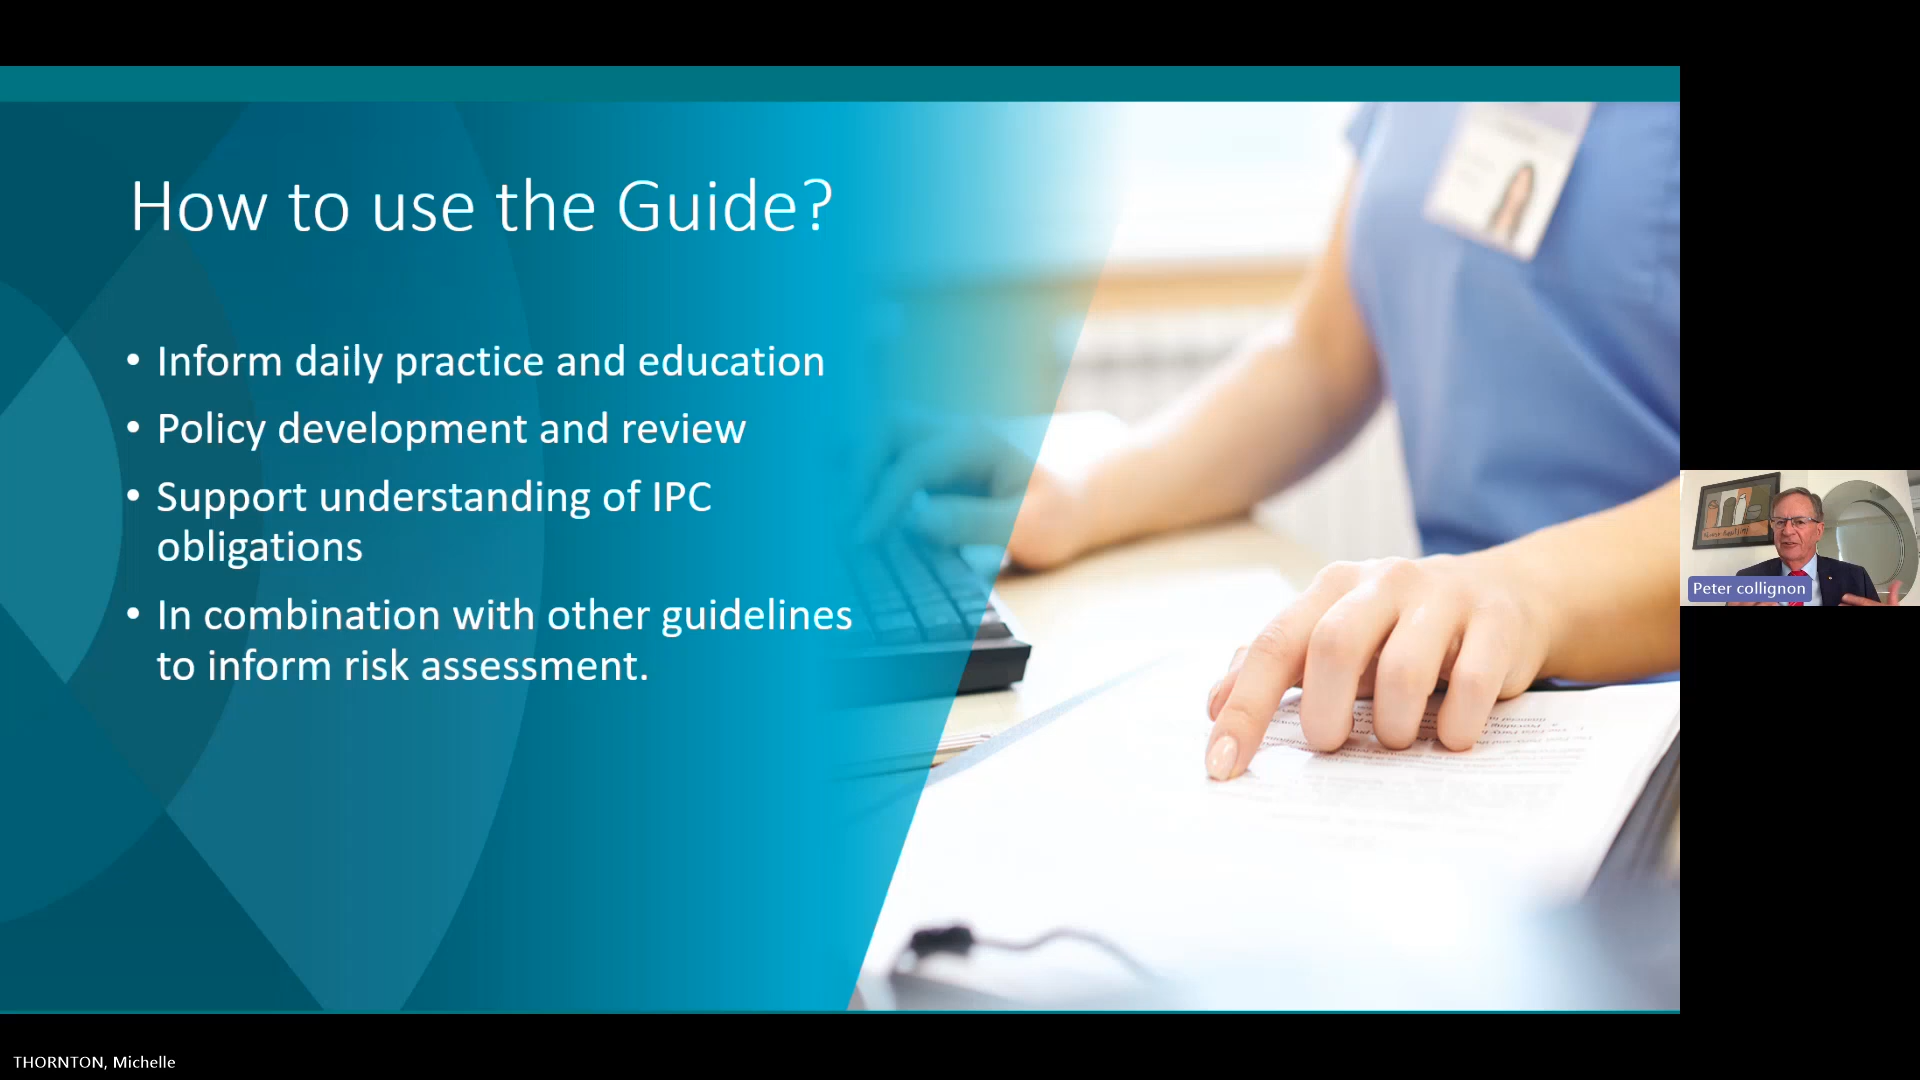 How to use the Guide?
• Inform daily practice and education
• Policy development and review
• Support understanding of IPC
obligations
• In combination with other guidelines
to inform risk assessment.
Peter collignon
THORNTON, Michelle